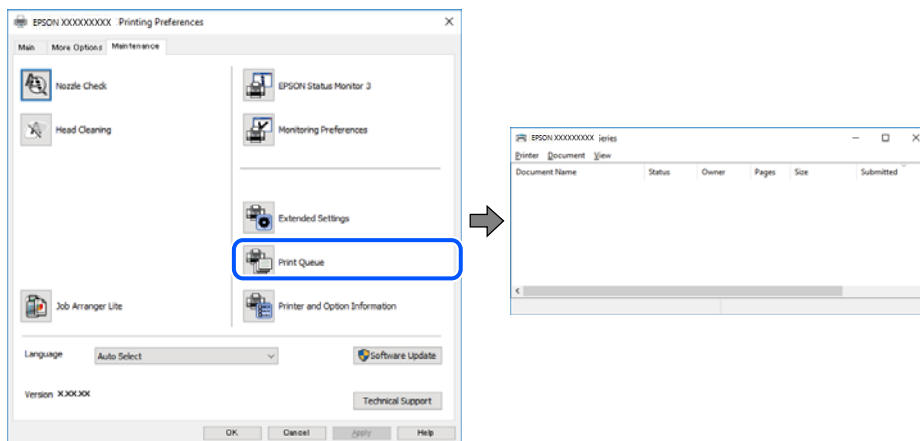 EPSON XXXXXXXXX Printing Preferences
Main More Options Maintenance
Nozzle Check
EPSON Status Monitor 3
Head Cleaning
Monitoring Preferences
Extended Settings
Print Queue
Job Arranger Lite
Printer and Option Information
Language Auto Select
Software Update
Version X.XX.XX
Technical Support
OK Cancel Apply Help
EPSON XXXXXXXXX ieries
Printer Document View
Document Name Status Owner Pages Size Submitted